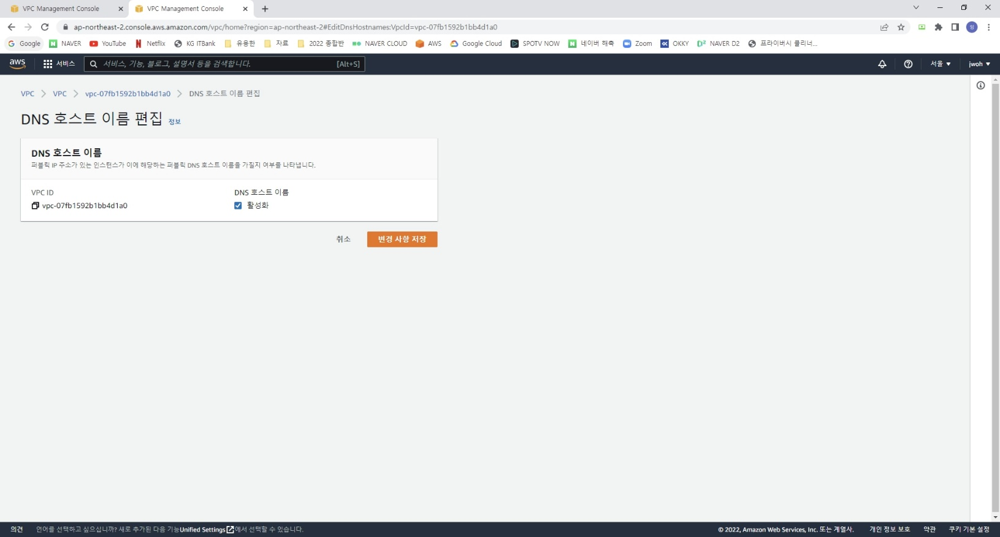 VPC Management Console
VPC Management Console
ap-northeast-2.console.aws.amazon.com/vpc/home?region=ap-northeast-2#EditDnsHostnames:VpcId=vpc-07fb1592b1bb4d1a0
Google NAVER YouTube Netflix KG ITBank 유용한 자료 2022 종합반 NAVER CLOUD AWS Google Cloud SPOTV NOW 네이버 해축 Zoom OKKY NAVER D2 프라이버시 클리너...
aws 서비스 서비스, 기능, 블로그, 설명서 등을 검색합니다. [Alt+S] 서울 jwoh
VPC VPC vpc-07fb1592b1bb4d1a0 DNS 호스트 이름 편집
DNS 호스트 이름 편집 정보
DNS 호스트 이름
퍼블릭 IP 주소가 있는 인스턴스가 이에 해당하는 퍼블릭 DNS 호스트 이름을 가질지 여부를 나타냅니다.
VPC ID DNS 호스트 이름
vpc-07fb1592b1bb4d1a0 활성화
취소 변경 사항 저장
의견 언어를 선택하고 싶으십니까? 새로 추가된 다음 기능Unified Settings에서 선택할 수 있습니다. © 2022, Amazon Web Services, Inc. 또는 계열사. 개인 정보 보호 약관 쿠키 기본 설정